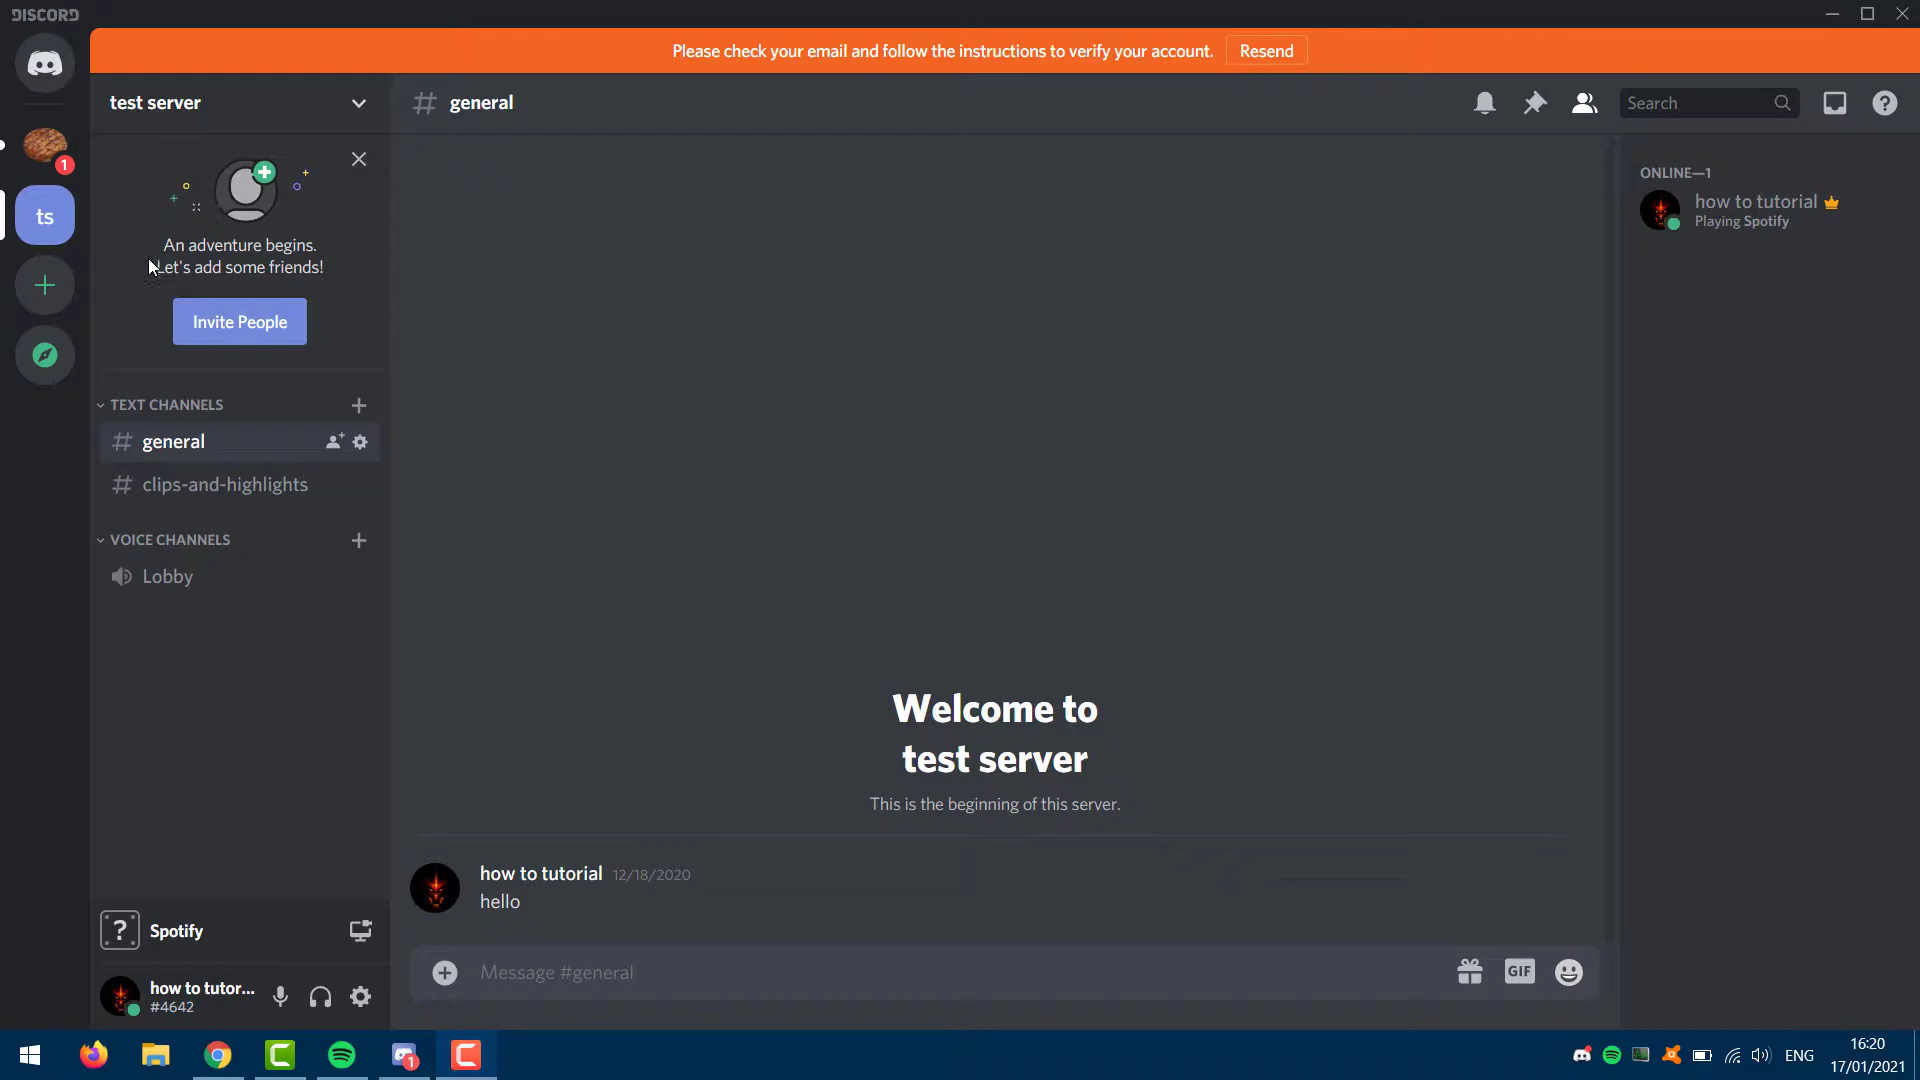 DISCORD
Please check your email and follow the instructions to verify your account.
Resend
test server
general
Search
1
ts
An adventure begins.
Let's add some friends!
Invite People
ONLINE—1
how to tutorial
Playing Spotify
TEXT CHANNELS
general
clips-and-highlights
VOICE CHANNELS
Lobby
Welcome to
test server
This is the beginning of this server.
how to tutorial 12/18/2020
hello
Spotify
Message #general
GIF
how to tutor...
#4642
1
ENG
16:20
17/01/2021